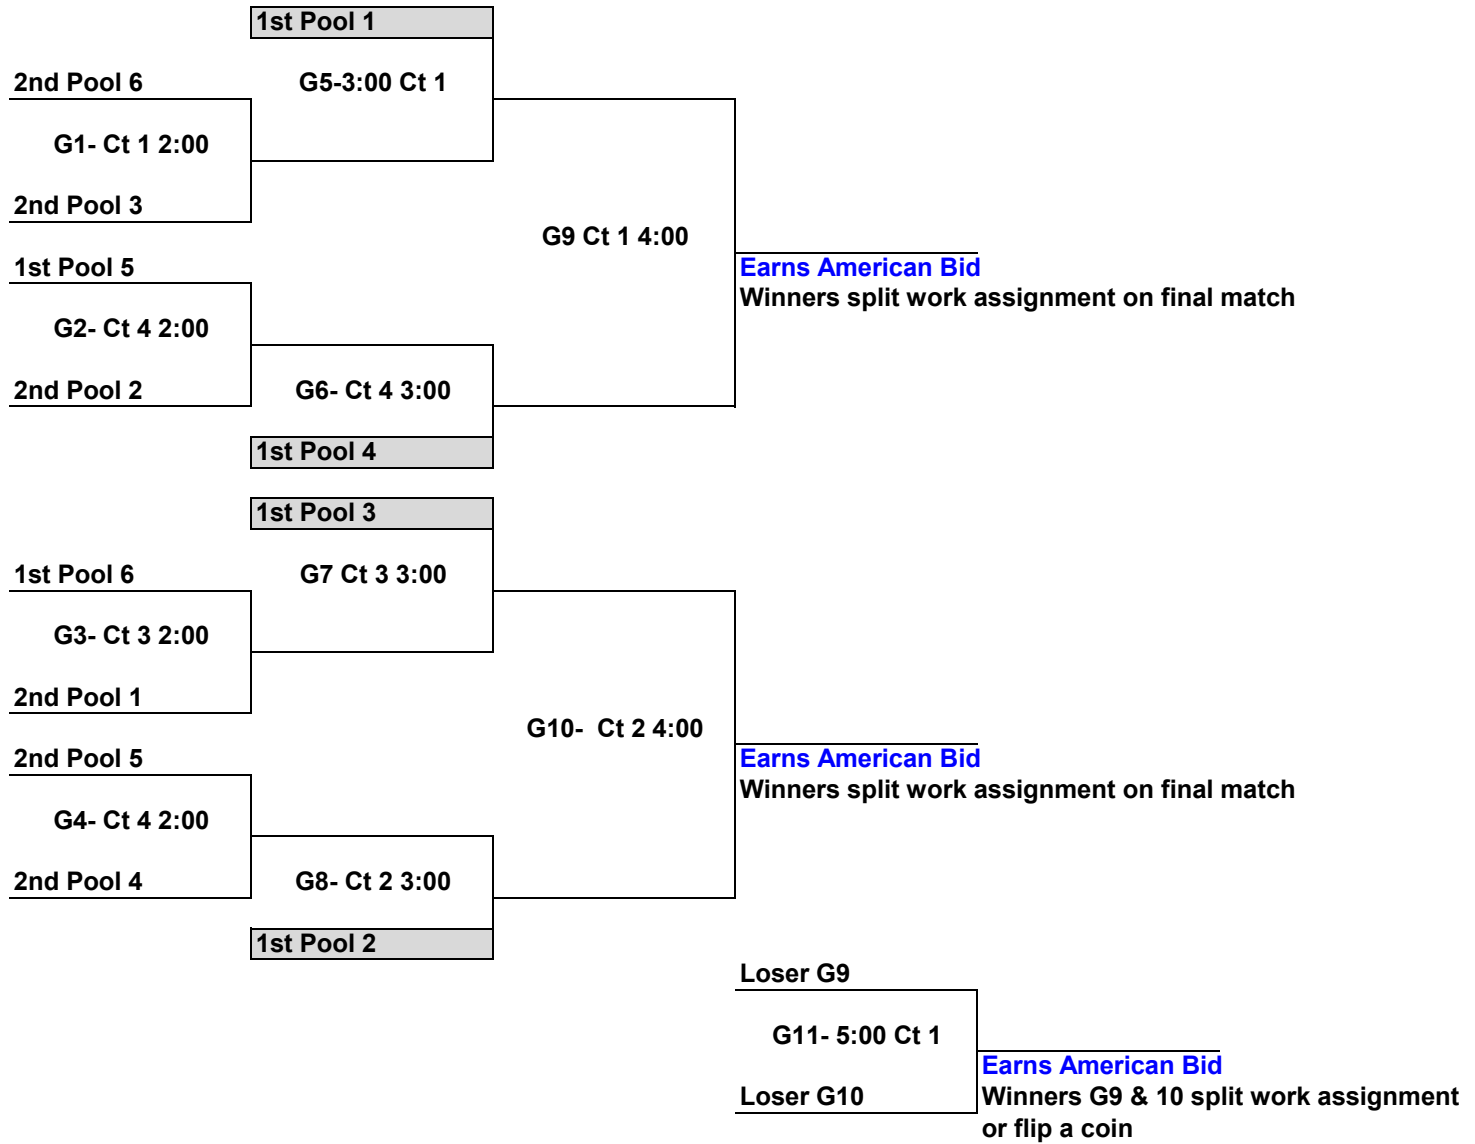 1st Pool 1
2nd Pool 6
G5-3:00 Ct 1
G1- Ct 1 2:00
2nd Pool 3
G9 Ct 1 4:00
1st Pool 5
Earns American Bid
Winners split work assignment on final match
G2- Ct 4 2:00
2nd Pool 2
G6- Ct 4 3:00
1st Pool 4
1st Pool 3
1st Pool 6
G7 Ct 3 3:00
G3- Ct 3 2:00
2nd Pool 1
G10-  Ct 2 4:00
2nd Pool 5
Earns American Bid
Winners split work assignment on final match
G4- Ct 4 2:00
2nd Pool 4
G8- Ct 2 3:00
1st Pool 2
Loser G9
G11- 5:00 Ct 1
Earns American Bid
Loser G10
Winners G9 & 10 split work assignment
or flip a coin